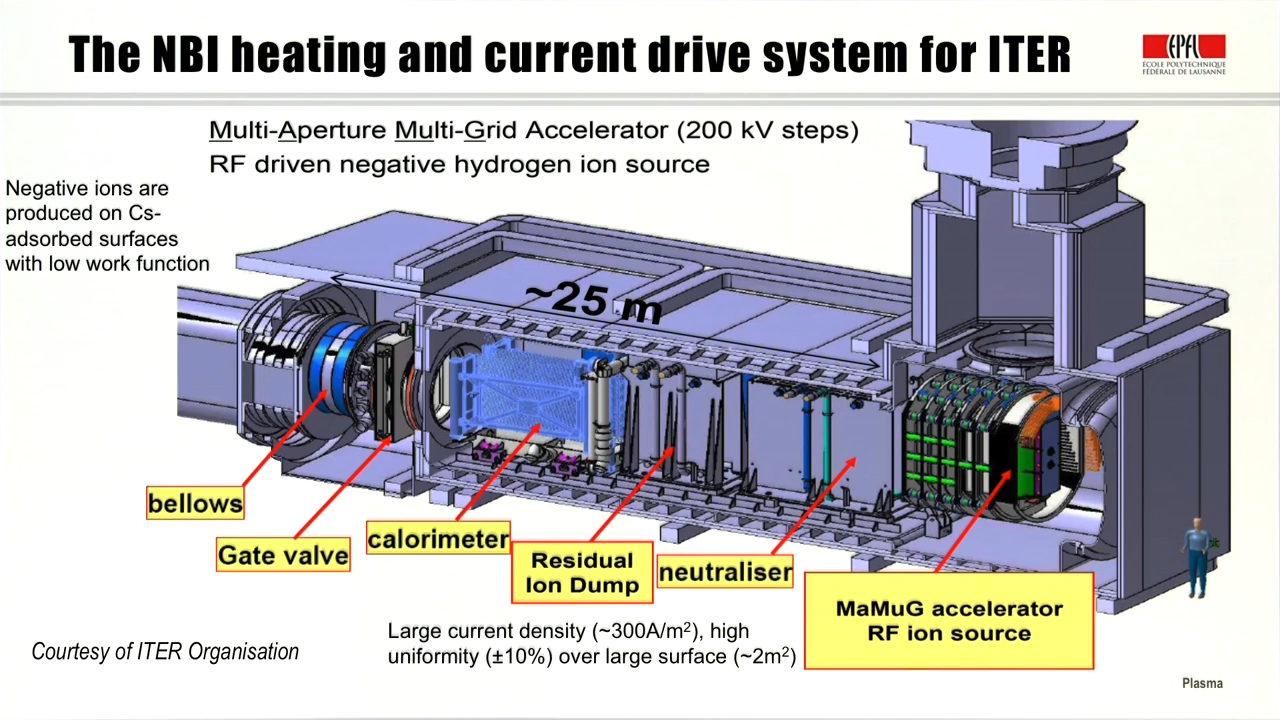 The NBI heating and current drive system for ITER
EPFL
ÉCOLE POLYTECHNIQUE
FÉDÉRALE DE LAUSANNE
Multi-Aperture Multi-Grid Accelerator (200 kV steps)
RF driven negative hydrogen ion source
Negative ions are
produced on Cs-
adsorbed surfaces
with low work function
~25 m
bellows
Gate valve
calorimeter
Residual
Ion Dump
neutraliser
MaMuG accelerator
RF ion source
Large current density (~300A/m²), high
uniformity (±10%) over large surface (~2m²)
Courtesy of ITER Organisation
Plasma